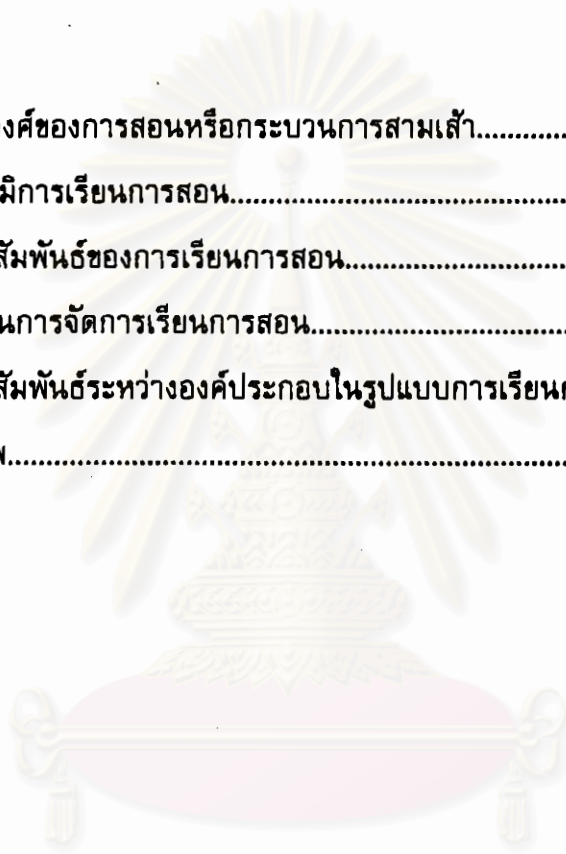 งค์ของการสอนหรือกระบวนการสามเส้า................
มิการเรียนการสอน................................................
สัมพันธ์ของการเรียนการสอน................................
นการจัดการเรียนการสอน.....................................
สัมพันธ์ระหว่างองค์ประกอบในรูปแบบการเรียน
พ...............................................................................